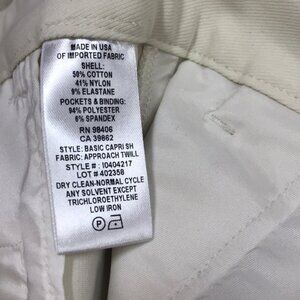 MADE IN USA
OF IMPORTED FABRIC
SHELL:
50% COTTON
41% NYLON
9% ELASTANE
POCKETS & BINDING:
94% POLYESTER
6% SPANDEX
RN 98406
CA 39662
STYLE: BASIC CAPRI SH
FABRIC: APPROACH TWILL
STYLE #: I0404217
LOT # 402358
DRY CLEAN-NORMAL CYCLE
ANY SOLVENT EXCEPT
TRICHLOROETHYLENE
LOW IRON
P